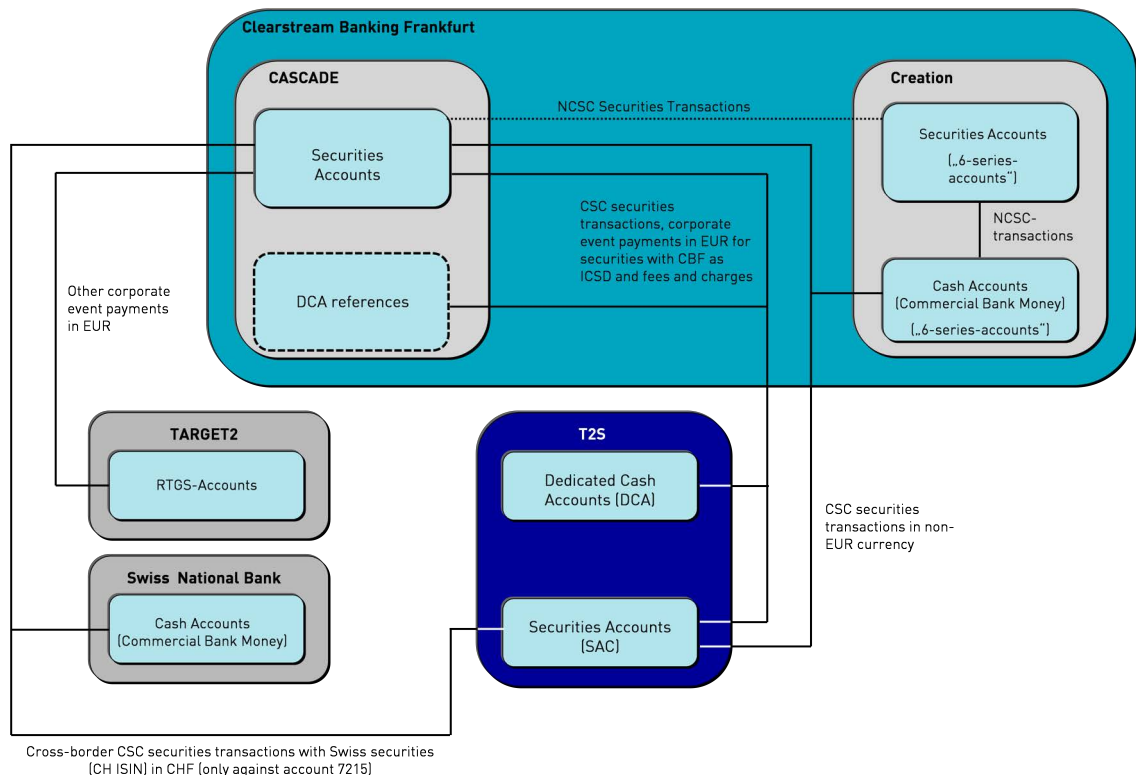 Clearstream Banking Frankfurt
CASCADE
Creation
NCSC Securities Transactions
Securities
Accounts
Securities Accounts
(„6-series-
accounts“)
CSC securities
transactions, corporate
event payments in EUR for
securities with CBF as
ICSD and fees and charges
NCSC-
transactions
DCA references
Cash Accounts
(Commercial Bank Money)
(„6-series-accounts“)
Other corporate
event payments
in EUR
TARGET2
RTGS-Accounts
T2S
Dedicated Cash
Accounts (DCA)
CSC securities
transactions in non-
EUR currency
Swiss National Bank
Cash Accounts
(Commercial Bank Money)
Securities Accounts
(SAC)
Cross-border CSC securities transactions with Swiss securities
(CH ISIN) in CHF (only against account 7215)